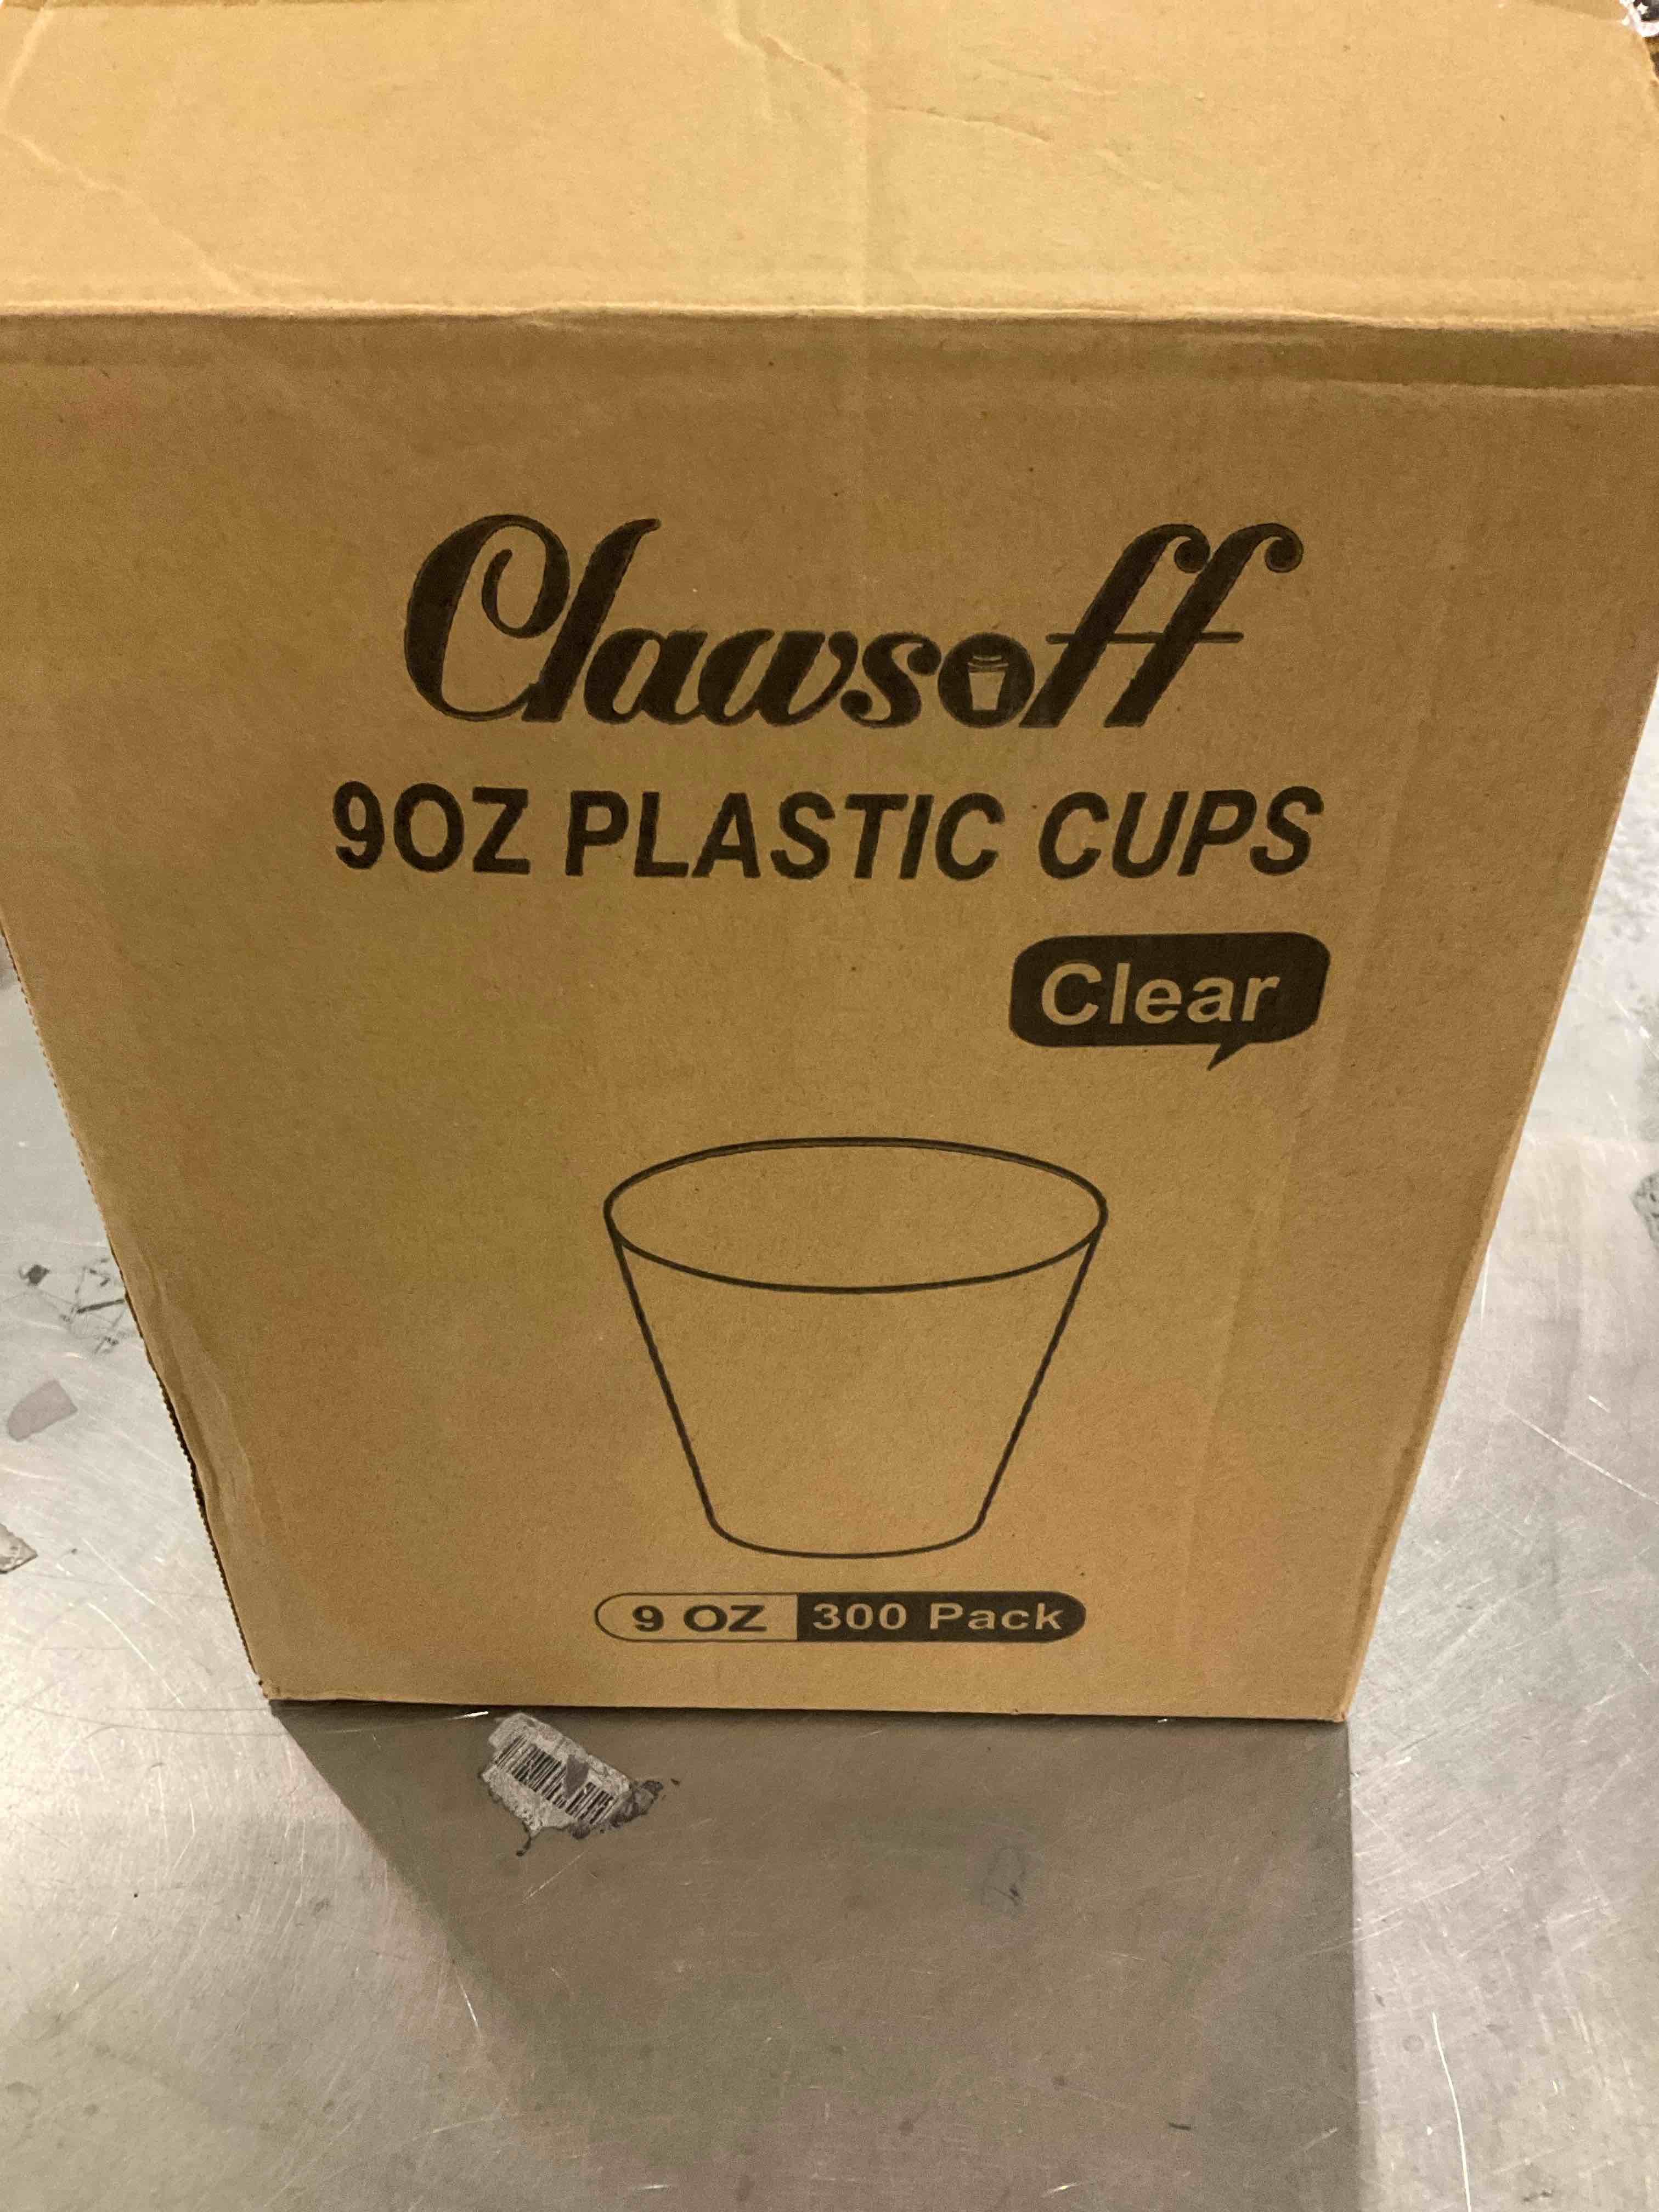 Clawsoff
9OZ PLASTIC CUPS
Clear
9 OZ 300 Pack